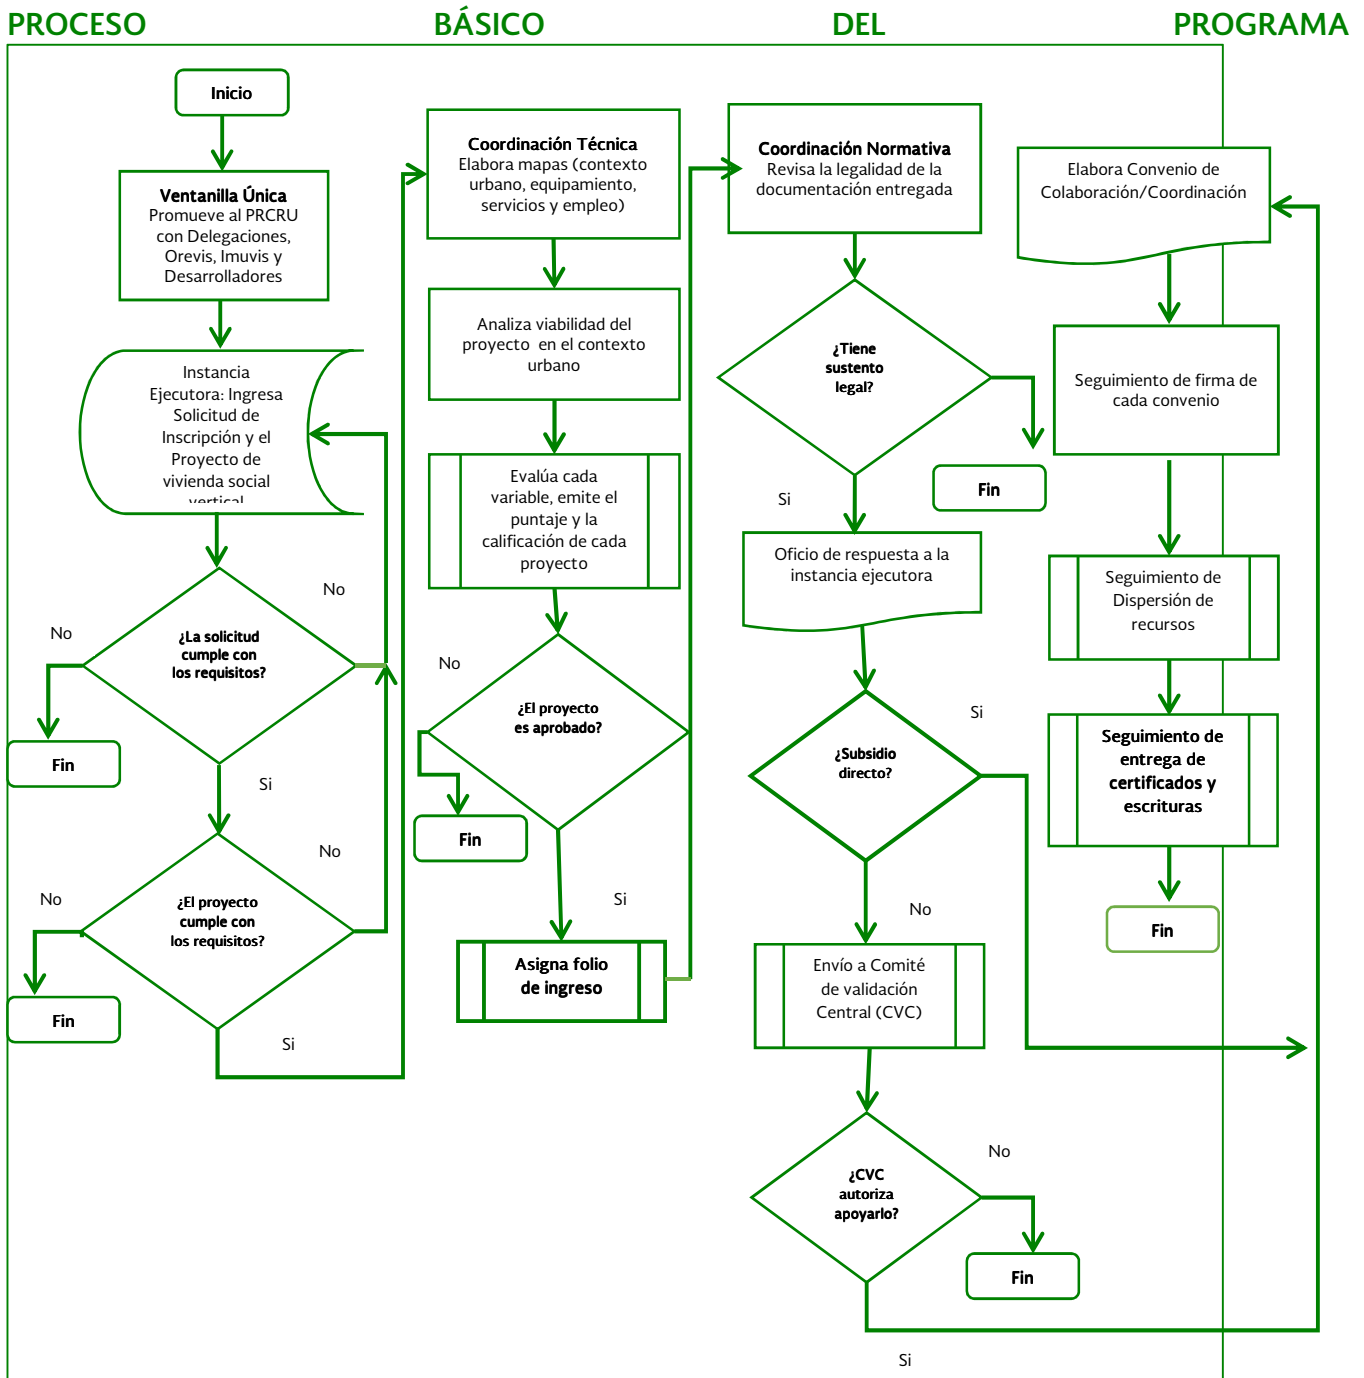 PROCESO BÁSICO DEL PROGRAMA
Inicio
Ventanilla Única
Promueve al PRCRU
con Delegaciones,
Orevis, Imuvis y
Desarrolladores
Instancia
Ejecutora: Ingresa
Solicitud de
Inscripción y el
Proyecto de
vivienda social
vertical
No
No
¿La solicitud
cumple con
los requisitos?
Fin
Si
No
No
¿El proyecto
cumple con
los requisitos?
Fin
Si
Coordinación Técnica
Elabora mapas (contexto
urbano, equipamiento,
servicios y empleo)
Analiza viabilidad del
proyecto en el contexto
urbano
Evalúa cada
variable, emite el
puntaje y la
calificación de cada
proyecto
No
¿El proyecto
es aprobado?
Fin
Si
Asigna folio
de ingreso
Coordinación Normativa
Revisa la legalidad de la
documentación entregada
¿Tiene
sustento
legal?
Fin
Si
Oficio de respuesta a la
instancia ejecutora
Si
¿Subsidio
directo?
No
Envío a Comité
de validación
Central (CVC)
No
¿CVC
autoriza
apoyarlo?
Fin
Si
Elabora Convenio de
Colaboración/Coordinación
Seguimiento de firma de
cada convenio
Seguimiento de
Dispersión de
recursos
Seguimiento de
entrega de
certificados y
escrituras
Fin